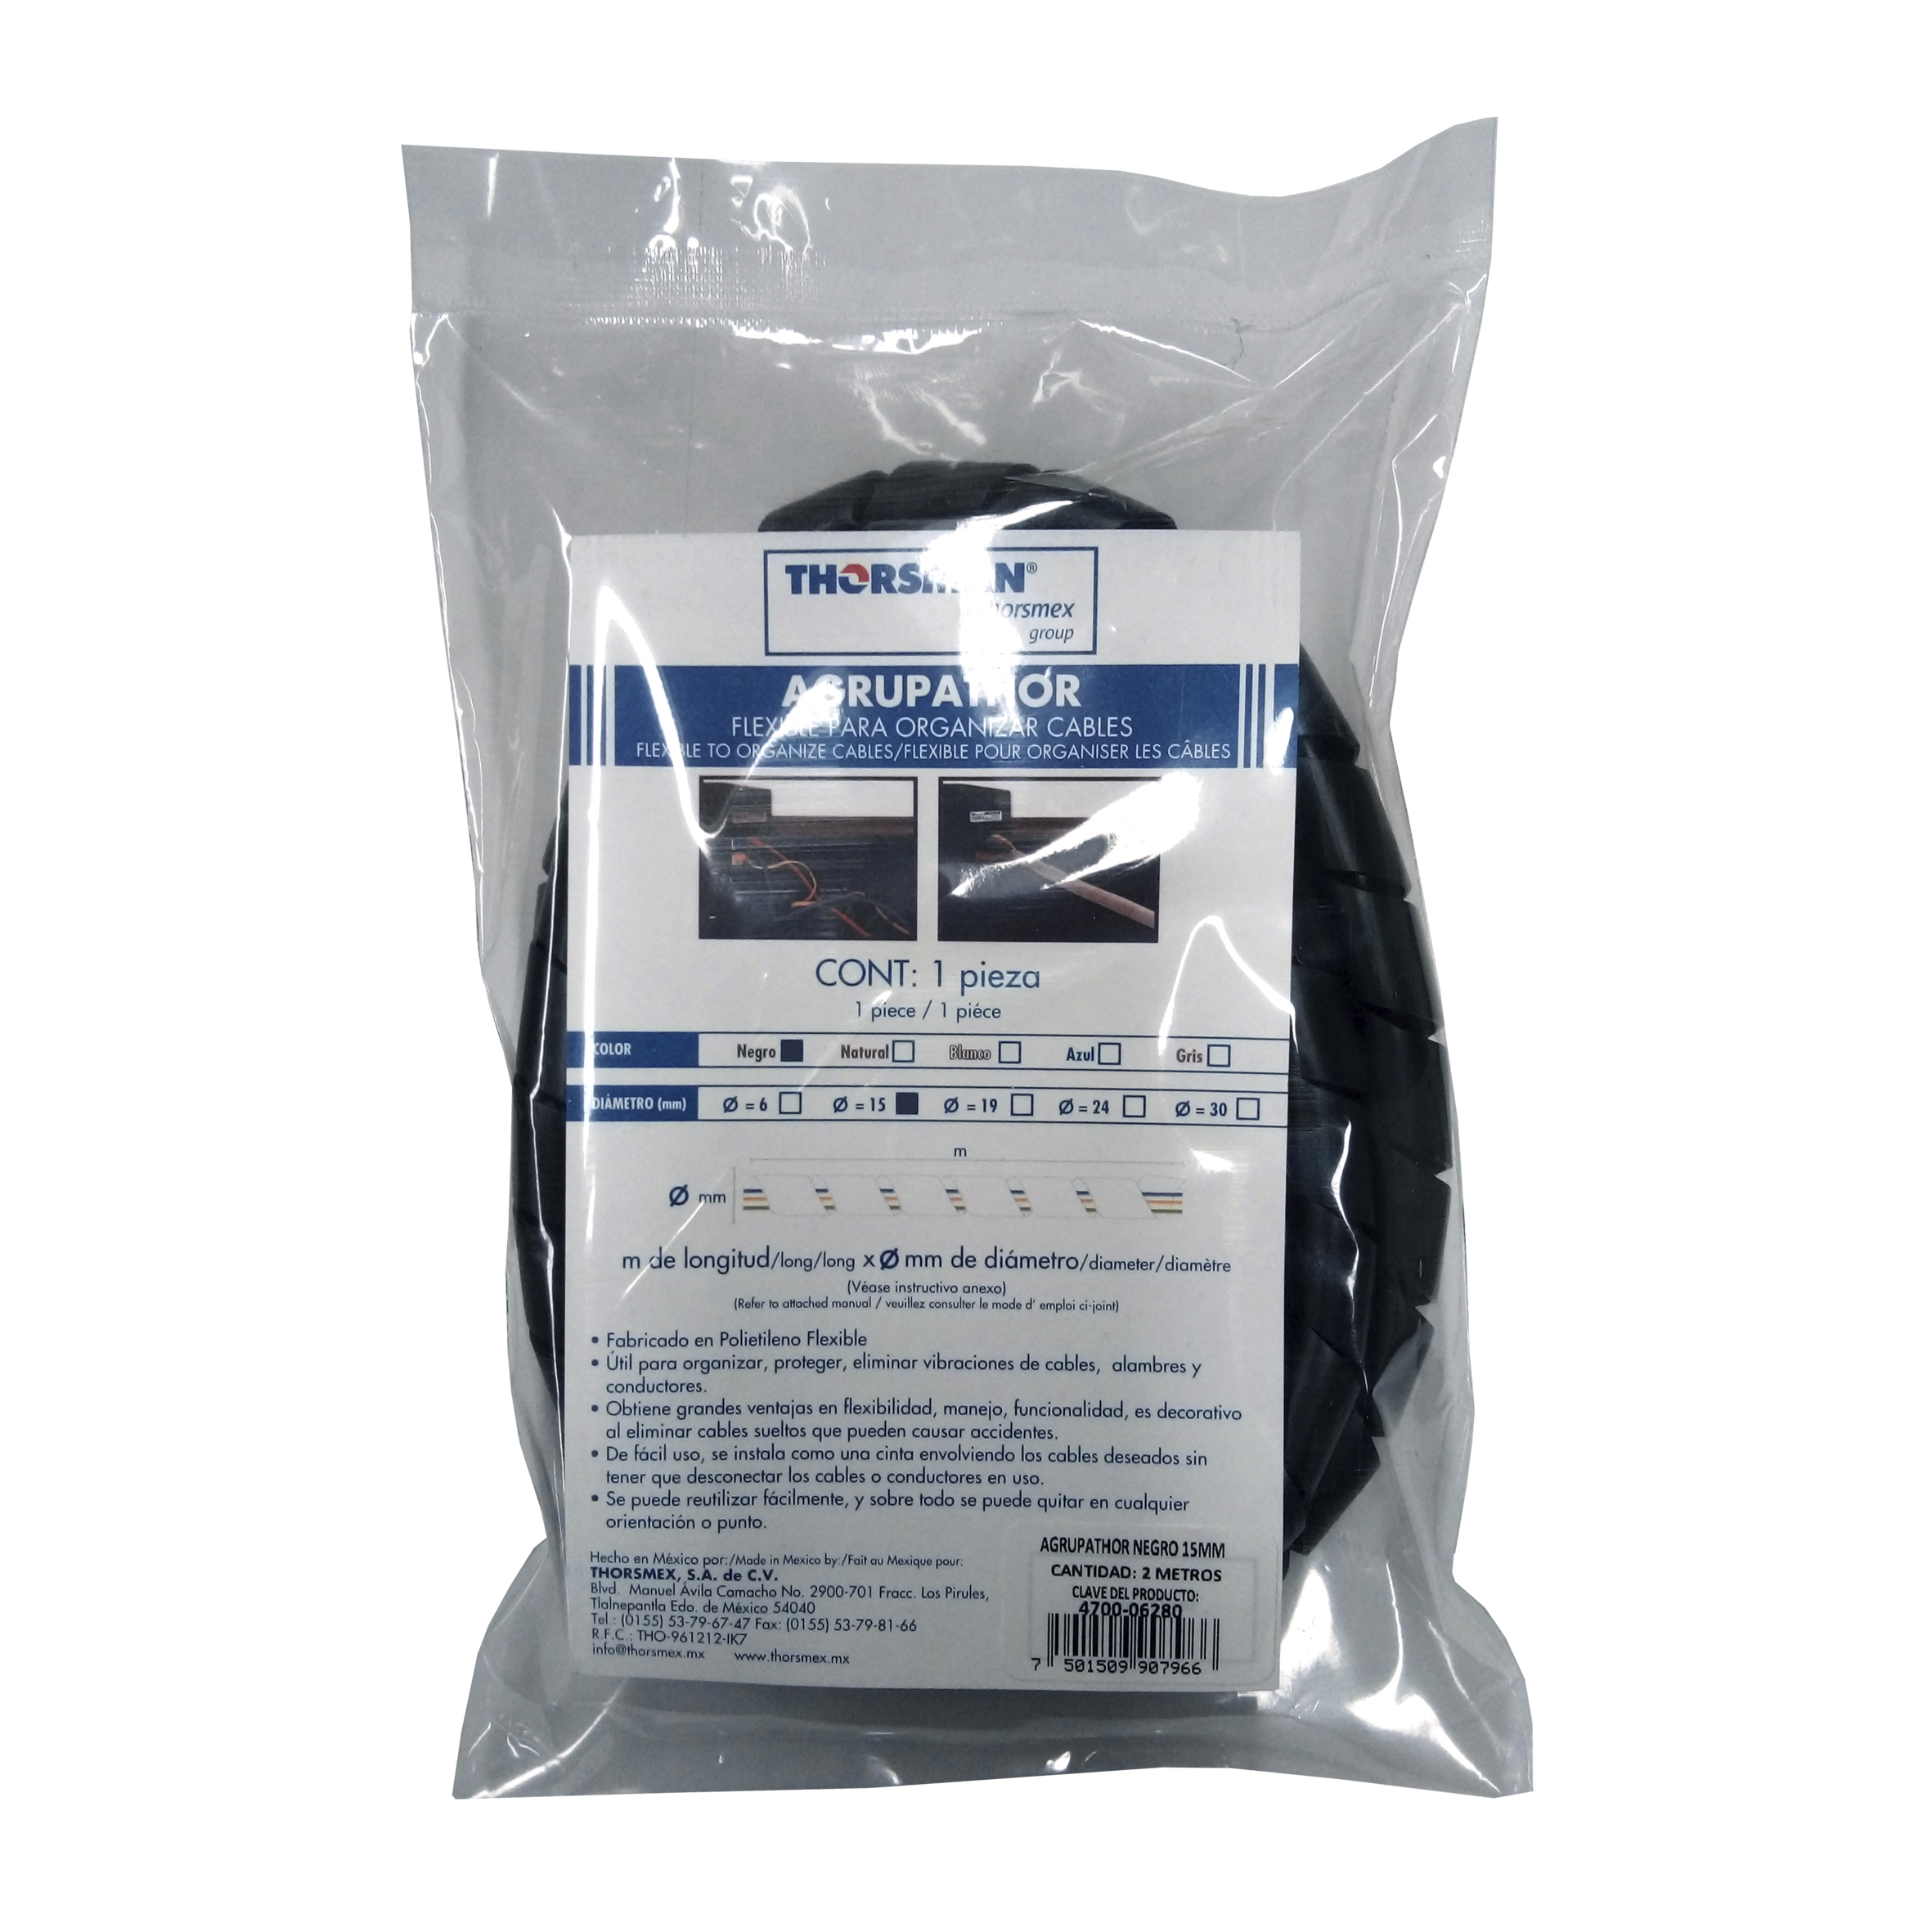 THORSMAN®
thorsmex
group
AGRUPATHOR
FLEXIBLE PARA ORGANIZAR CABLES
FLEXIBLE TO ORGANIZE CABLES/FLEXIBLE POUR ORGANISER LES CÂBLES
CONT: 1 pieza
1 piece / 1 piéce
COLOR Negro Natural Blanco Azul Gris
DIÁMETRO (mm) Ø = 6 Ø = 15 Ø = 19 Ø = 24 Ø = 30
m
Ø mm
m de longitud/long/long x Ø mm de diámetro/diameter/diamètre
(Véase instructivo anexo)
(Refer to attached manual / veuillez consulter le mode d' emploi ci-joint)
• Fabricado en Polietileno Flexible
• Útil para organizar, proteger, eliminar vibraciones de cables, alambres y
conductores.
• Obtiene grandes ventajas en flexibilidad, manejo, funcionalidad, es decorativo
al eliminar cables sueltos que pueden causar accidentes.
• De fácil uso, se instala como una cinta envolviendo los cables deseados sin
tener que desconectar los cables o conductores en uso.
• Se puede reutilizar fácilmente, y sobre todo se puede quitar en cualquier
orientación o punto.
Hecho en México por:/Made in Mexico by:/Fait au Mexique pour:
THORSMEX, S.A. de C.V.
Blvd. Manuel Ávila Camacho No. 2900-701 Fracc. Los Pirules,
Tlalnepantla Edo. de México 54040
Tel.: (0155) 53-79-67-47 Fax: (0155) 53-79-81-66
R.F.C.: THO-961212-IK7
info@thorsmex.mx www.thorsmex.mx
AGRUPATHOR NEGRO 15MM
CANTIDAD: 2 METROS
CLAVE DEL PRODUCTO:
4700-06280
7 501509 907966